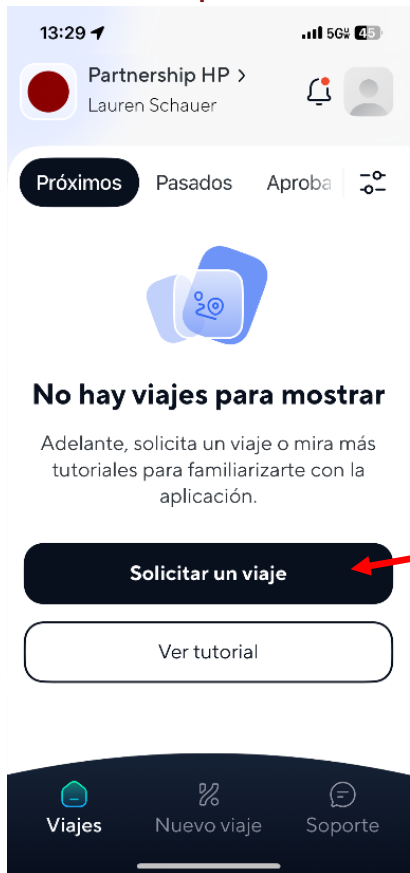 13:29
5G 45
Partnership HP >
Lauren Schauer
Próximos Pasados Aproba
No hay viajes para mostrar
Adelante, solicita un viaje o mira más
tutoriales para familiarizarte con la
aplicación.
Solicitar un viaje
Ver tutorial
Viajes Nuevo viaje Soporte